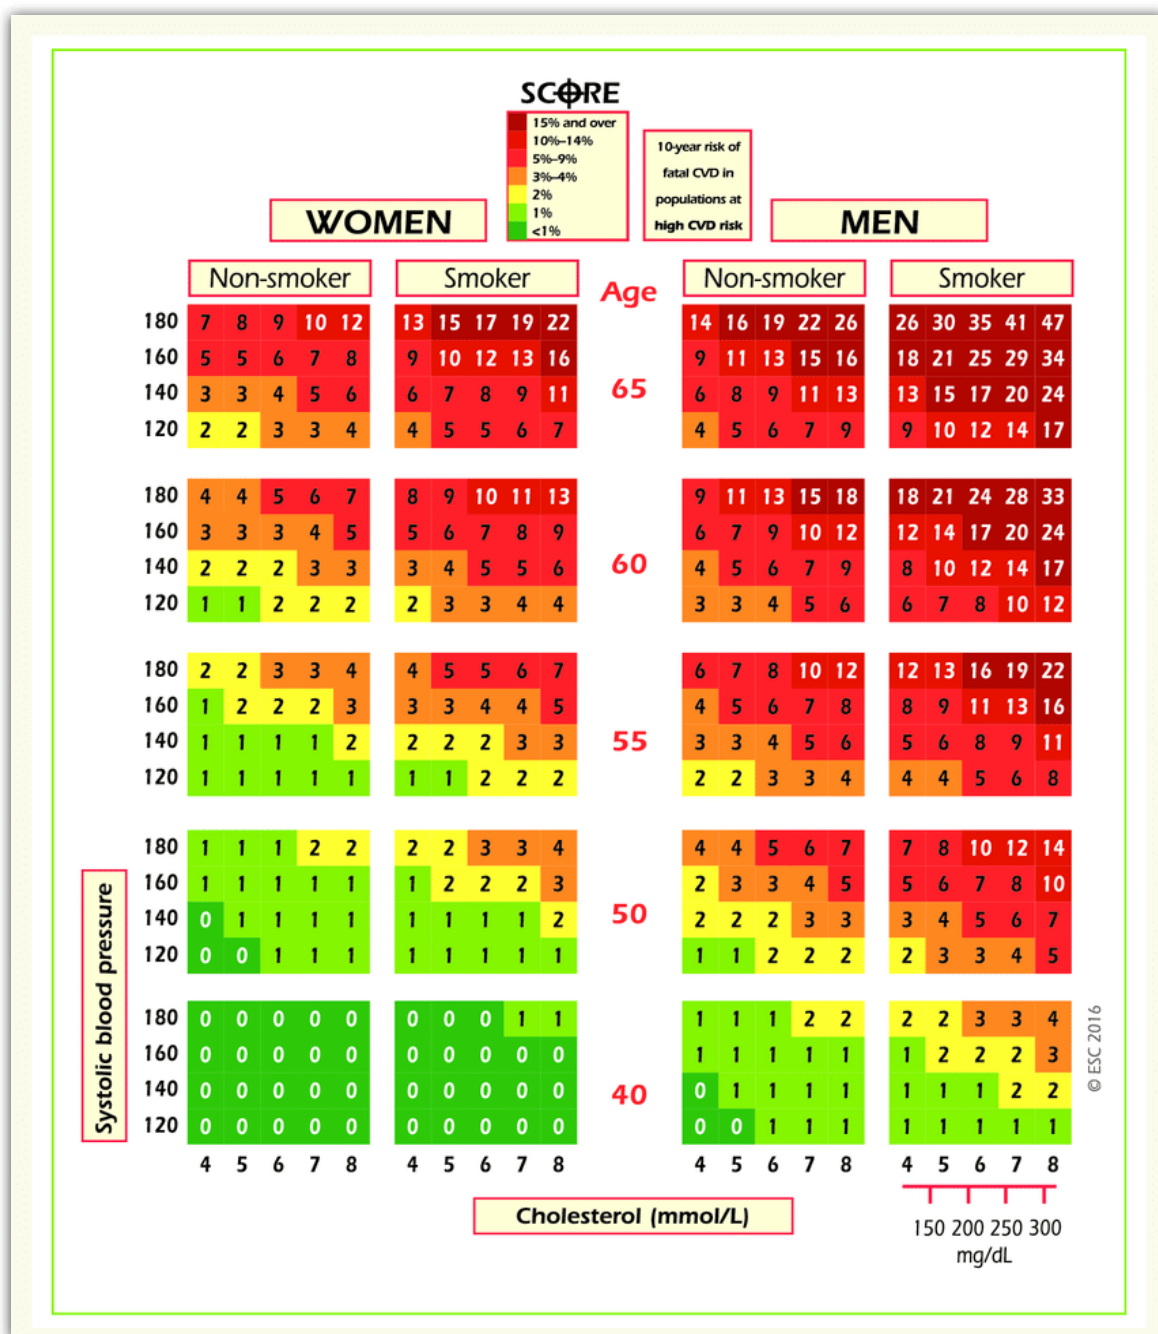 SCORE
15% and over
10%–14%
5%–9%
3%–4%
2%
1%
<1%
10-year risk of
fatal CVD in
populations at
high CVD risk
WOMEN
MEN
Non-smoker Smoker Age Non-smoker Smoker
180 7 8 9 10 12 13 15 17 19 22 14 16 19 22 26 26 30 35 41 47
160 5 5 6 7 8 9 10 12 13 16 9 11 13 15 16 18 21 25 29 34
65
140 3 3 4 5 6 6 7 8 9 11 6 8 9 11 13 13 15 17 20 24
120 2 2 3 3 4 4 5 5 6 7 4 5 6 7 9 9 10 12 14 17
180 4 4 5 6 7 8 9 10 11 13 9 11 13 15 18 18 21 24 28 33
160 3 3 3 4 5 5 6 7 8 9 6 7 9 10 12 12 14 17 20 24
60
140 2 2 2 3 3 3 4 5 5 6 4 5 6 7 9 8 10 12 14 17
120 1 1 2 2 2 2 3 3 4 4 3 3 4 5 6 6 7 8 10 12
180 2 2 3 3 4 4 5 5 6 7 6 7 8 10 12 12 13 16 19 22
160 1 2 2 2 3 3 3 4 4 5 4 5 6 7 8 8 9 11 13 16
55
140 1 1 1 1 2 2 2 2 3 3 3 3 4 5 6 5 6 8 9 11
120 1 1 1 1 1 1 1 2 2 2 2 2 3 3 4 4 4 5 6 8
180 1 1 1 2 2 2 2 3 3 4 4 4 5 6 7 7 8 10 12 14
160 1 1 1 1 1 1 2 2 2 3 2 3 3 4 5 5 6 7 8 10
50
140 0 1 1 1 1 1 1 1 1 2 2 2 2 3 3 3 4 5 6 7
120 0 0 1 1 1 1 1 1 1 1 1 1 2 2 2 2 3 3 4 5
180 0 0 0 0 0 0 0 0 1 1 1 1 1 2 2 2 2 3 3 4
160 0 0 0 0 0 0 0 0 0 0 1 1 1 1 1 1 2 2 2 3
40
140 0 0 0 0 0 0 0 0 0 0 0 1 1 1 1 1 1 1 2 2
120 0 0 0 0 0 0 0 0 0 0 0 0 1 1 1 1 1 1 1 1
4 5 6 7 8 4 5 6 7 8 4 5 6 7 8 4 5 6 7 8
Systolic blood pressure
Cholesterol (mmol/L)
150 200 250 300
mg/dL
© ESC 2016